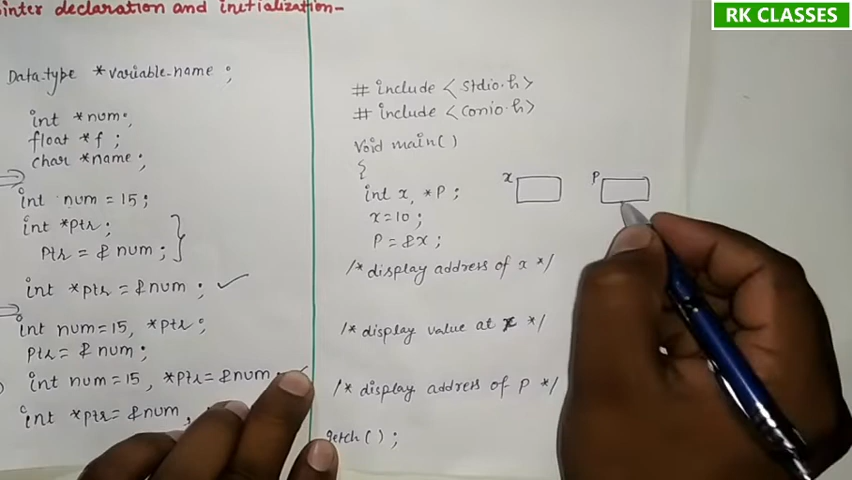 RK CLASSES
inter declaration and initialization-
Data-type *variable-name ;
int *num;
float *f ;
char *name ;
int num = 15 ;
int *ptr ;
ptr = & num ;
int *ptr = & num ;
int num = 15, *ptr ;
ptr = & num ;
int num = 15, *ptr = & num
int *ptr = & num,
# include < stdio.h >
# include < conio.h >
void main ( )
{
int x, *P ;
x = 10 ;
P = & x ;
/* display address of x */
/* display value at x */
/* display address of P */
getch ( ) ;
x
P